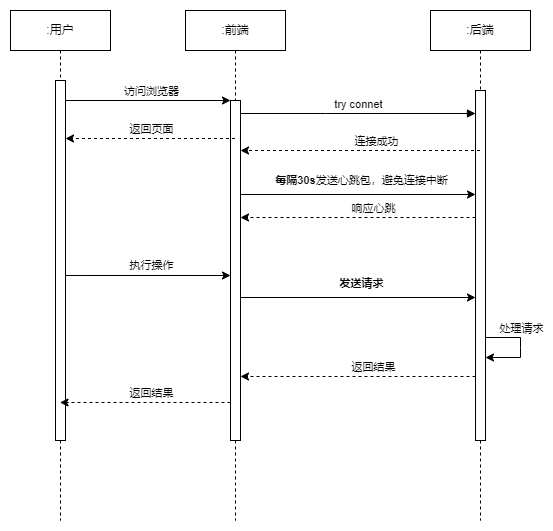 :用户
:前端
:后端
访问浏览器
try connet
返回页面
连接成功
每隔30s发送心跳包，避免连接中断
响应心跳
执行操作
发送请求
处理请求
返回结果
返回结果